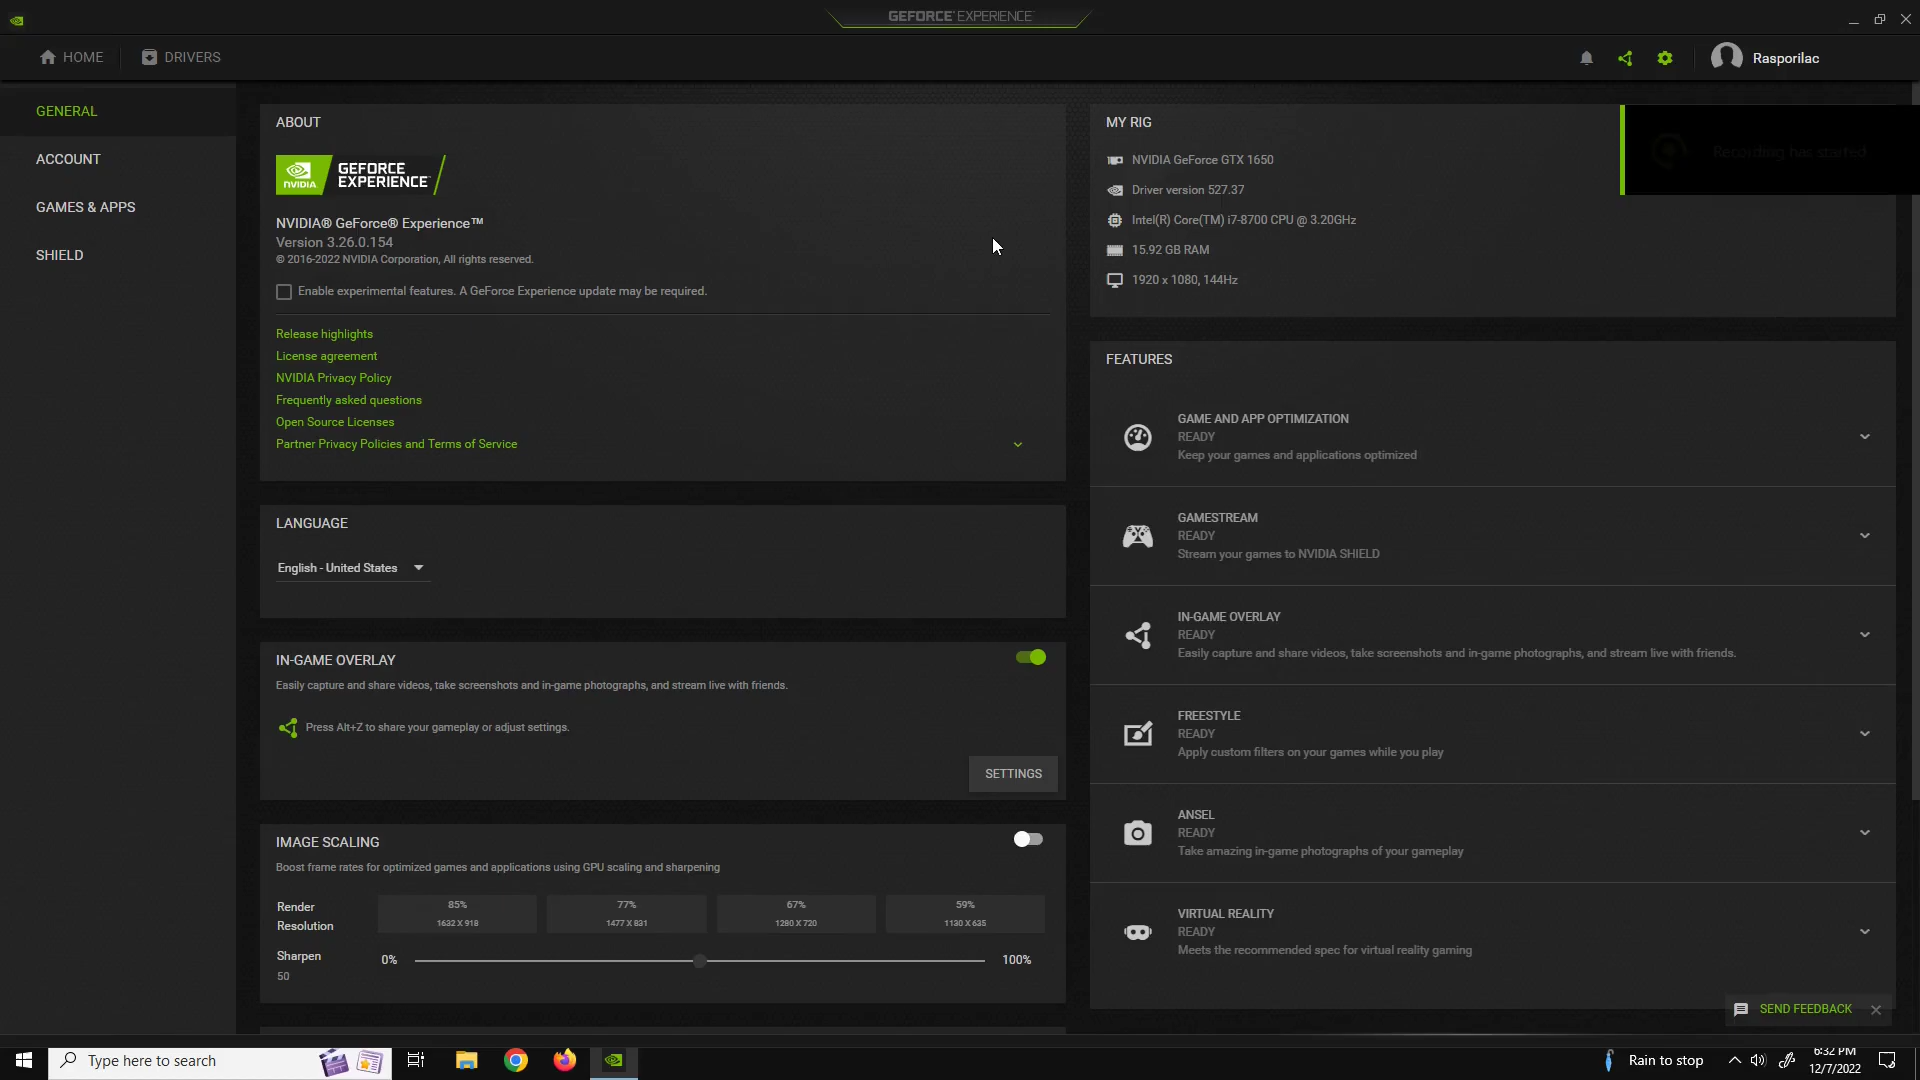 GEFORCE EXPERIENCE
HOME
DRIVERS
Rasporilac
GENERAL
ACCOUNT
GAMES & APPS
SHIELD
ABOUT
NVIDIA
GEFORCE
EXPERIENCE
NVIDIA® GeForce® Experience™
Version 3.26.0.154
© 2016-2022 NVIDIA Corporation, All rights reserved.
Enable experimental features. A GeForce Experience update may be required.
Release highlights
License agreement
NVIDIA Privacy Policy
Frequently asked questions
Open Source Licenses
Partner Privacy Policies and Terms of Service
LANGUAGE
English - United States
IN-GAME OVERLAY
Easily capture and share videos, take screenshots and in-game photographs, and stream live with friends.
Press Alt+Z to share your gameplay or adjust settings.
SETTINGS
IMAGE SCALING
Boost frame rates for optimized games and applications using GPU scaling and sharpening
Render
Resolution
85%
1632 X 918
77%
1477 X 831
67%
1280 X 720
59%
1130 X 635
Sharpen
50
0%
100%
MY RIG
NVIDIA GeForce GTX 1650
Driver version 527.37
Intel(R) Core(TM) i7-8700 CPU @ 3.20GHz
15.92 GB RAM
1920 x 1080, 144Hz
Recording has started
FEATURES
GAME AND APP OPTIMIZATION
READY
Keep your games and applications optimized
GAMESTREAM
READY
Stream your games to NVIDIA SHIELD
IN-GAME OVERLAY
READY
Easily capture and share videos, take screenshots and in-game photographs, and stream live with friends.
FREESTYLE
READY
Apply custom filters on your games while you play
ANSEL
READY
Take amazing in-game photographs of your gameplay
VIRTUAL REALITY
READY
Meets the recommended spec for virtual reality gaming
SEND FEEDBACK
Type here to search
Rain to stop
6:32 PM
12/7/2022